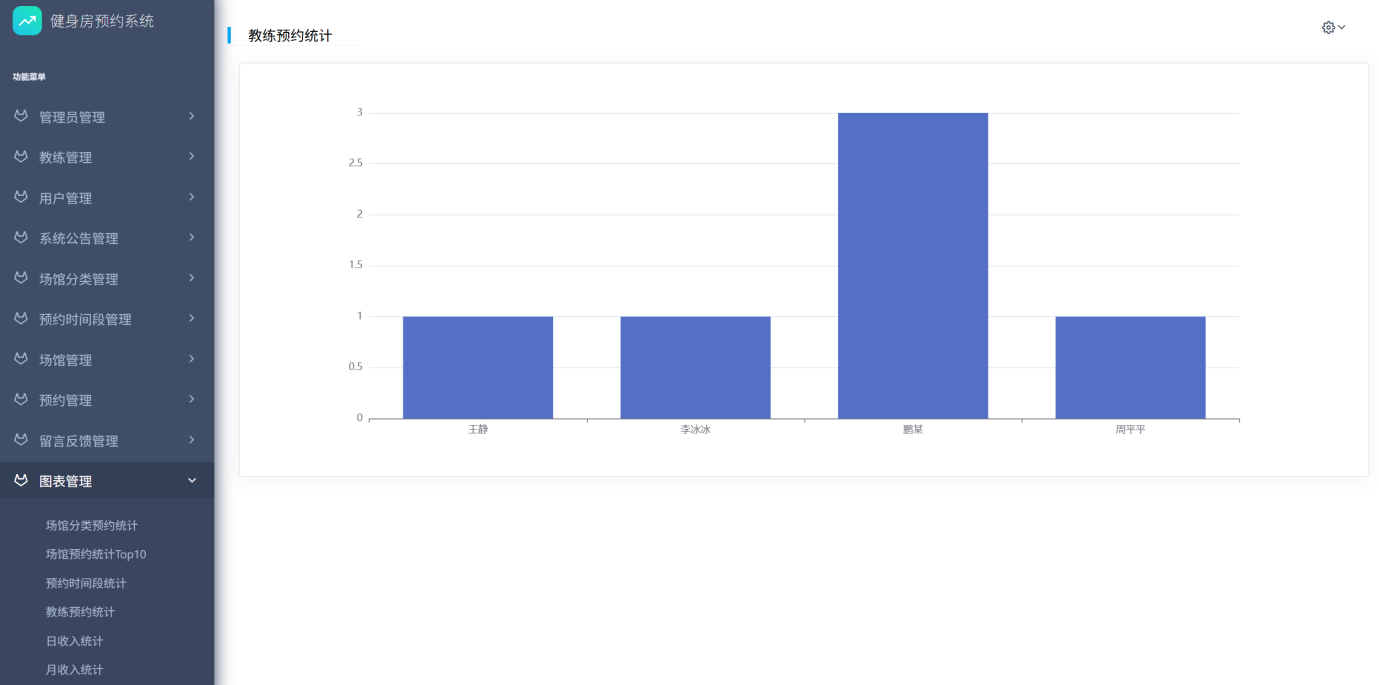 健身房预约系统
功能菜单
管理员管理
教练管理
用户管理
系统公告管理
场馆分类管理
预约时间段管理
场馆管理
预约管理
留言反馈管理
图表管理
场馆分类预约统计
场馆预约统计Top10
预约时间段统计
教练预约统计
日收入统计
月收入统计
教练预约统计
3
2.5
2
1.5
1
0.5
0
王静
李冰冰
鹏某
周平平